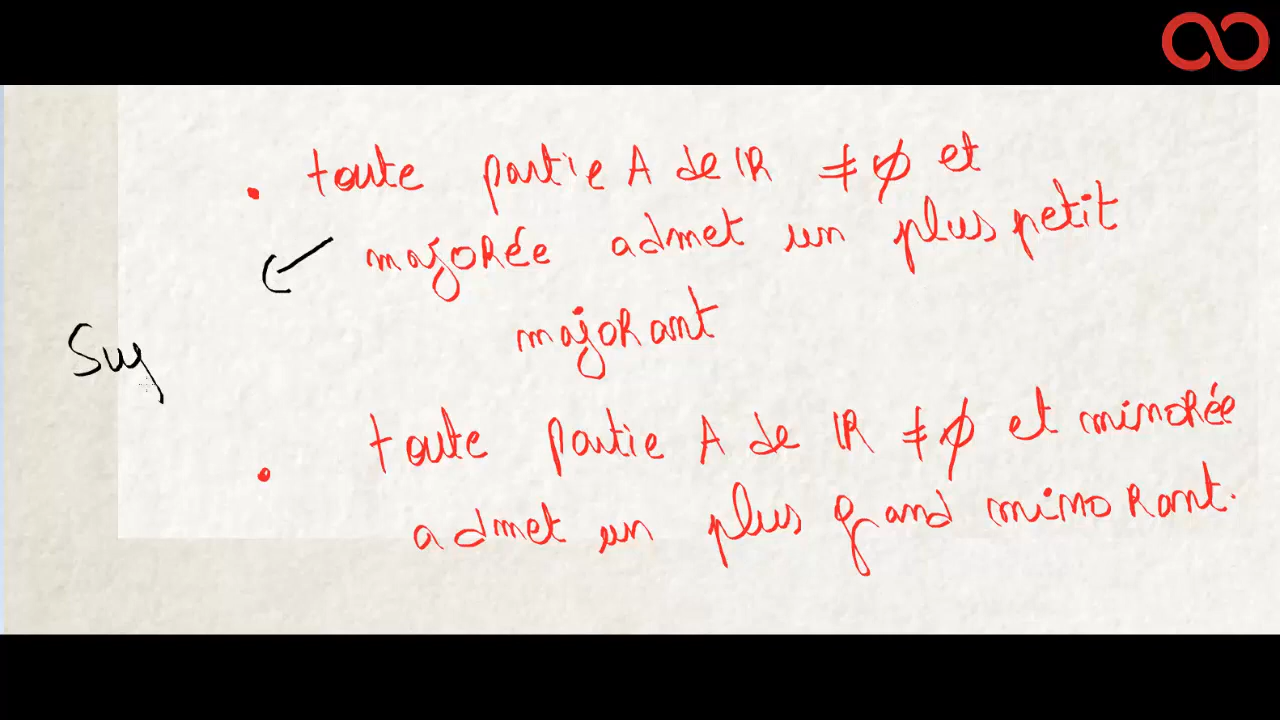 • toute partie A de IR ≠ ∅ et
majorée admet un plus petit
majorant
Sup
• toute partie A de IR ≠ ∅ et minorée
admet un plus grand minorant.